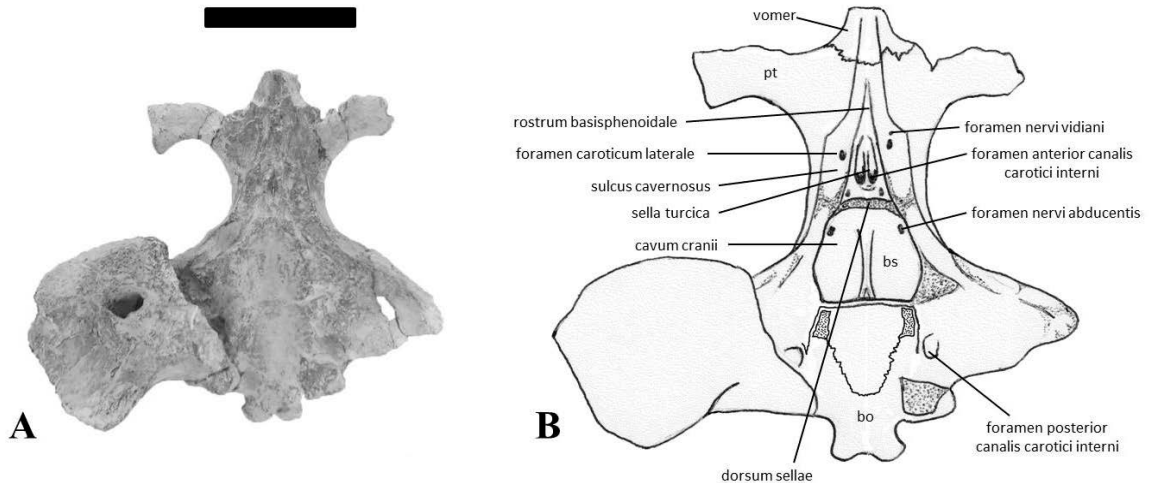 A
B
vomer
pt
rostrum basisphenoidale
foramen caroticum laterale
sulcus cavernosus
sella turcica
cavum cranii
foramen nervi vidiani
foramen anterior canalis
carotici interni
foramen nervi abducentis
bs
bo
foramen posterior
canalis carotici interni
dorsum sellae